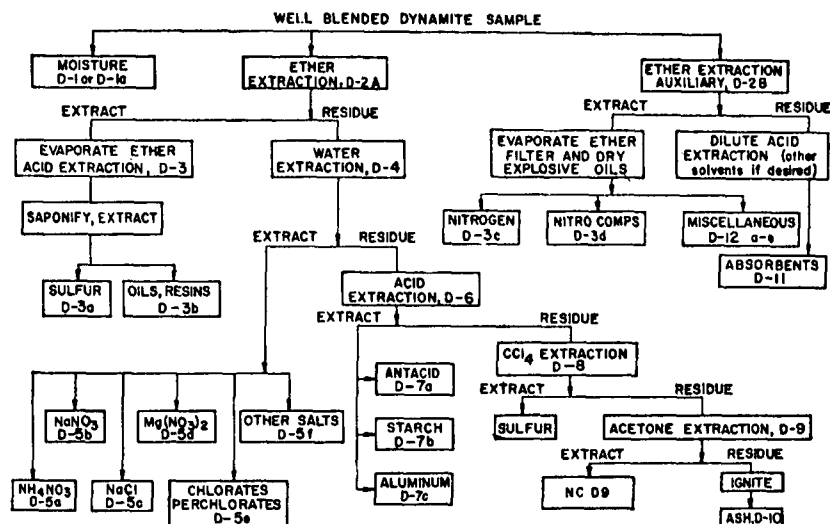 WELL BLENDED DYNAMITE SAMPLE
MOISTURE
D-1 or D-1a
ETHER
EXTRACTION, D-2A
ETHER EXTRACTION
AUXILIARY, D-2B
EXTRACT
RESIDUE
EXTRACT
RESIDUE
EVAPORATE ETHER
ACID EXTRACTION, D-3
WATER
EXTRACTION, D-4
EVAPORATE ETHER
FILTER AND DRY
EXPLOSIVE OILS
DILUTE ACID
EXTRACTION (other
solvents if desired)
SAPONIFY, EXTRACT
NITROGEN
D-3c
NITRO COMPS
D-3d
MISCELLANEOUS
D-12 a-e
EXTRACT
RESIDUE
ABSORBENTS
D-11
SULFUR
D-3a
OILS, RESINS
D-3b
ACID
EXTRACTION, D-6
EXTRACT
RESIDUE
CCl4 EXTRACTION
D-8
ANTACID
D-7a
EXTRACT
RESIDUE
NaNO3
D-5b
Mg(NO3)2
D-5d
OTHER SALTS
D-5f
STARCH
D-7b
SULFUR
ACETONE EXTRACTION, D-9
EXTRACT
RESIDUE
NH4NO3
D-5a
NaCl
D-5c
CHLORATES
PERCHLORATES
D-5e
ALUMINUM
D-7c
NC D9
IGNITE
ASH, D-10